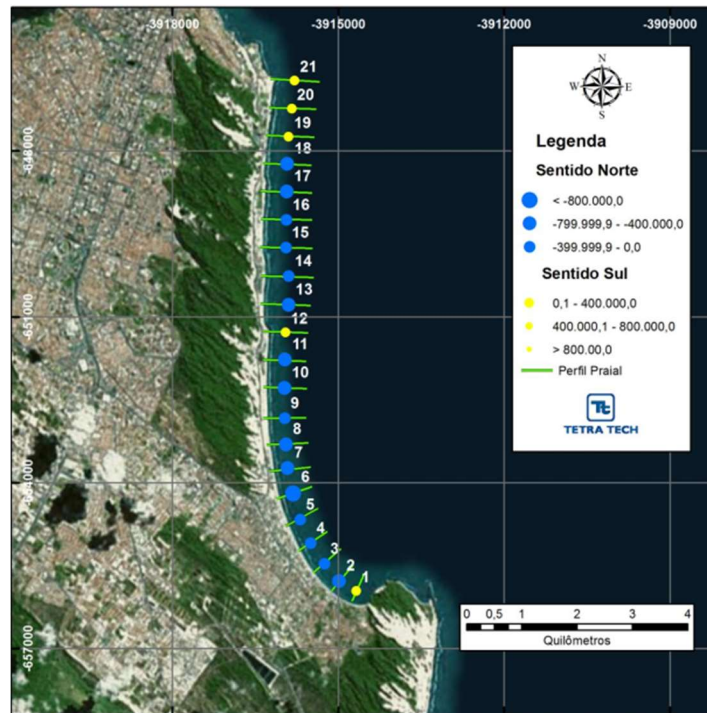 -3918000
-3915000
-3912000
-3909000
-648000
-651000
-657000
21
20
19
18
17
16
15
14
13
12
11
10
9
8
7
6
5
4
3
2
1
N
W E
S
Legenda
Sentido Norte
< -800.000,0
-799.999,9 - -400.000,0
-399.999,9 - 0,0
Sentido Sul
0,1 - 400.000,0
400.000,1 - 800.000,0
> 800.00,0
Perfil Praial
Tt
TETRA TECH
0 0,5 1 2 3 4
Quilômetros